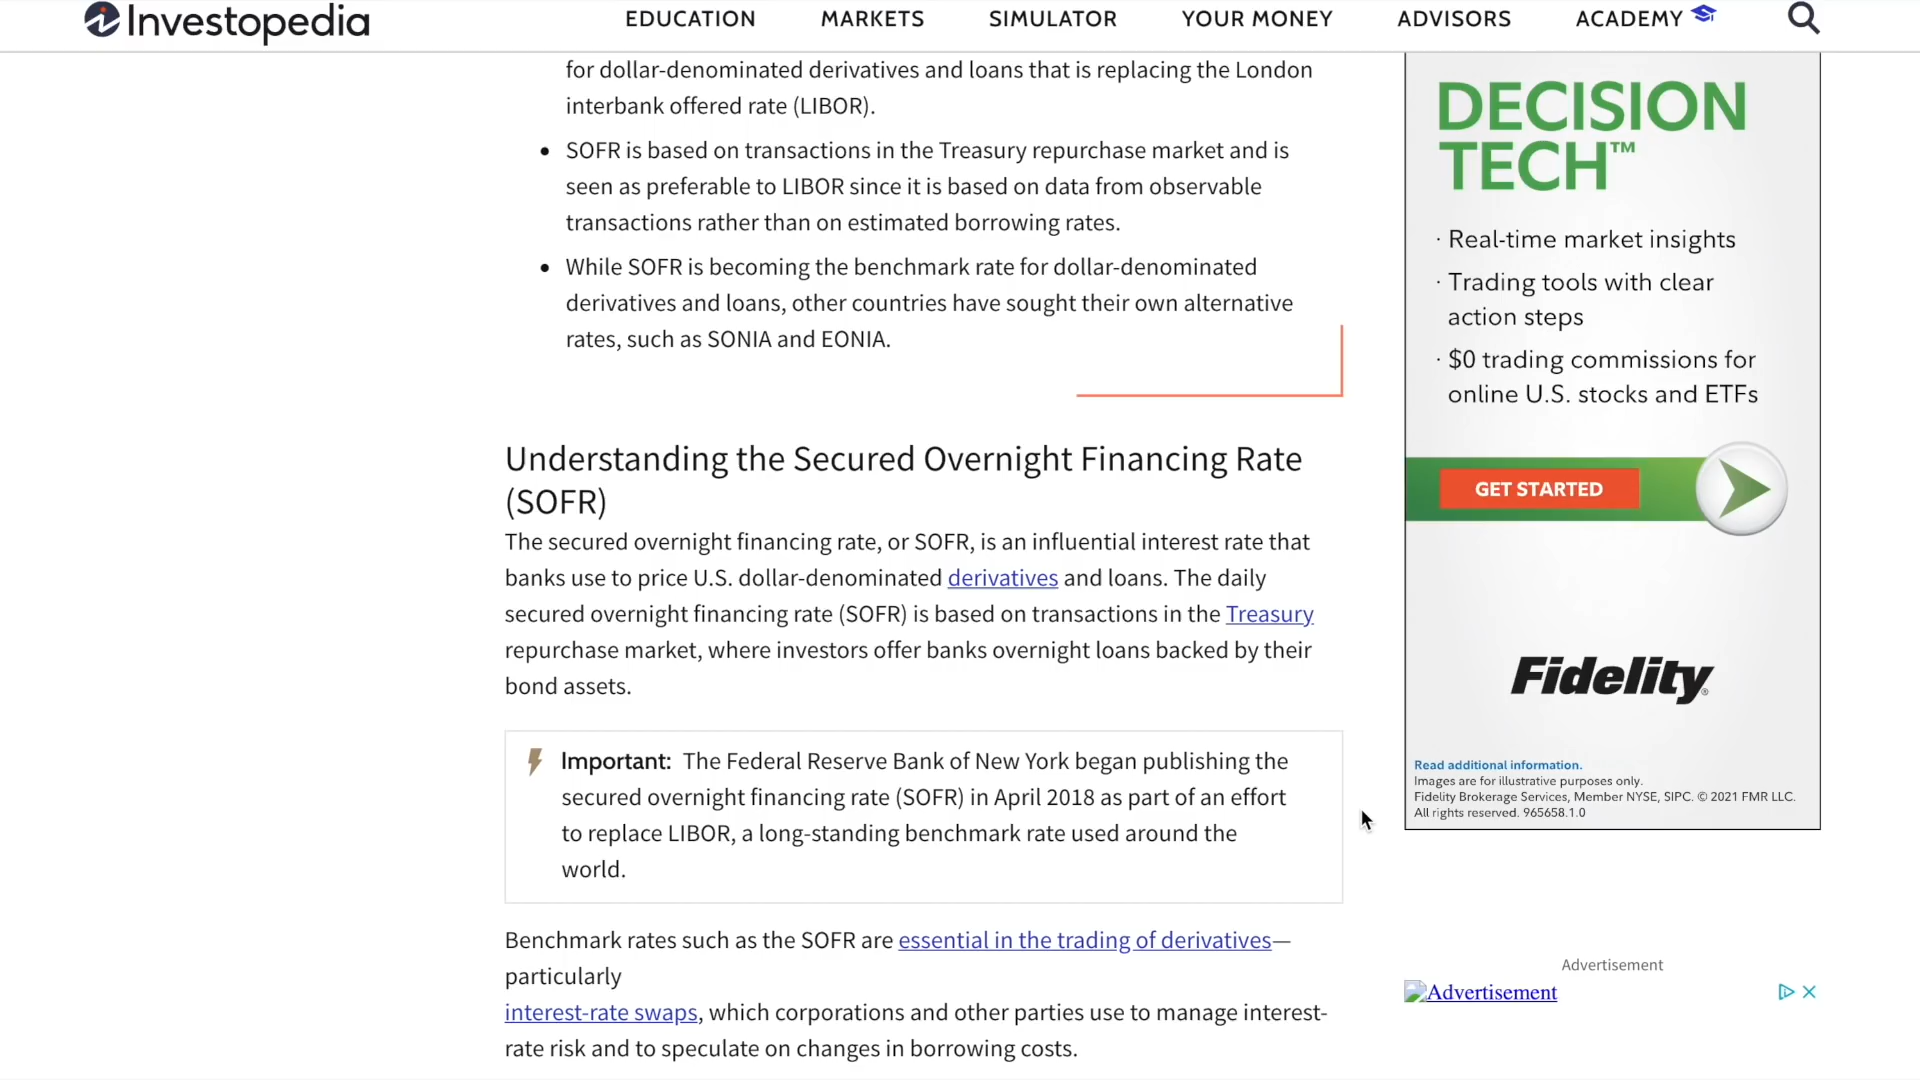 Investopedia
EDUCATION MARKETS SIMULATOR YOUR MONEY ADVISORS ACADEMY
for dollar-denominated derivatives and loans that is replacing the London
interbank offered rate (LIBOR).
• SOFR is based on transactions in the Treasury repurchase market and is
seen as preferable to LIBOR since it is based on data from observable
transactions rather than on estimated borrowing rates.
• While SOFR is becoming the benchmark rate for dollar-denominated
derivatives and loans, other countries have sought their own alternative
rates, such as SONIA and EONIA.
Understanding the Secured Overnight Financing Rate
(SOFR)
The secured overnight financing rate, or SOFR, is an influential interest rate that
banks use to price U.S. dollar-denominated derivatives and loans. The daily
secured overnight financing rate (SOFR) is based on transactions in the Treasury
repurchase market, where investors offer banks overnight loans backed by their
bond assets.
Important: The Federal Reserve Bank of New York began publishing the
secured overnight financing rate (SOFR) in April 2018 as part of an effort
to replace LIBOR, a long-standing benchmark rate used around the
world.
Benchmark rates such as the SOFR are essential in the trading of derivatives—
particularly
interest-rate swaps, which corporations and other parties use to manage interest-
rate risk and to speculate on changes in borrowing costs.
DECISION
TECH™
· Real-time market insights
· Trading tools with clear
action steps
· $0 trading commissions for
online U.S. stocks and ETFs
GET STARTED
Fidelity®
Read additional information.
Images are for illustrative purposes only.
Fidelity Brokerage Services, Member NYSE, SIPC. © 2021 FMR LLC.
All rights reserved. 965658.1.0
Advertisement
Advertisement